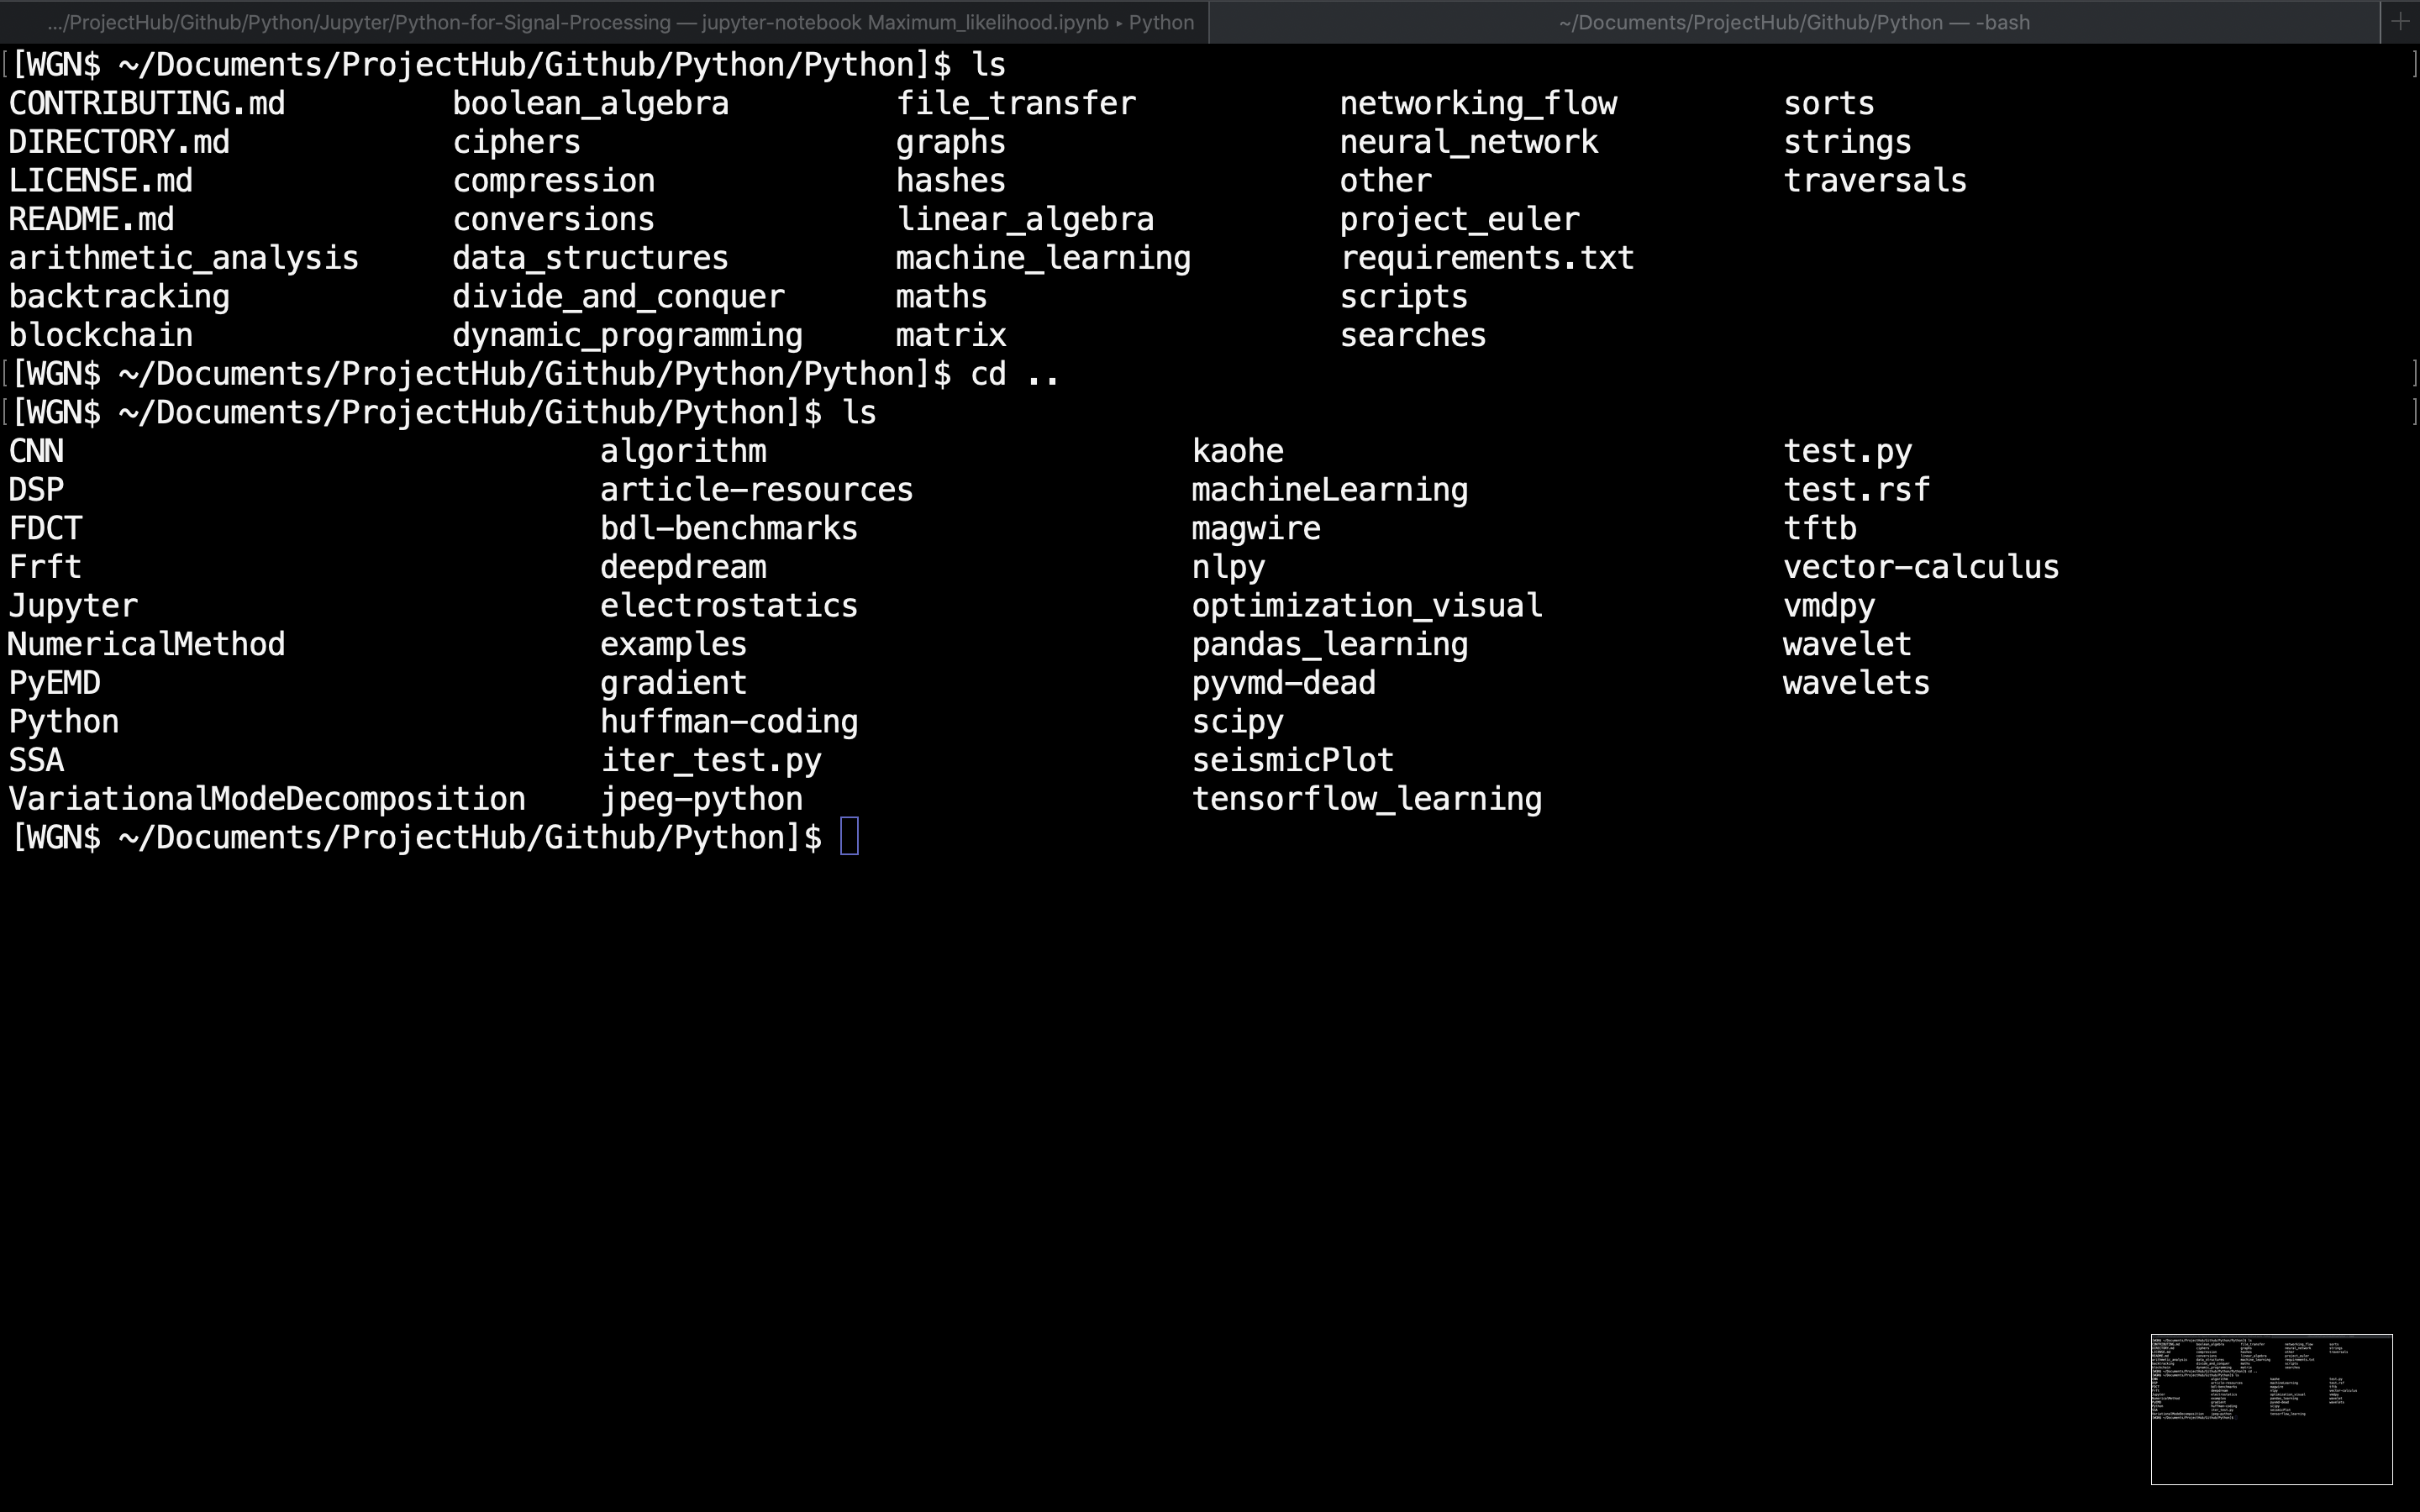 .../ProjectHub/Github/Python/Jupyter/Python-for-Signal-Processing — jupyter-notebook Maximum_likelihood.ipynb ▸ Python ~/Documents/ProjectHub/Github/Python — -bash +
[[WGN$ ~/Documents/ProjectHub/Github/Python/Python]$ ls ]
CONTRIBUTING.md boolean_algebra file_transfer networking_flow sorts
DIRECTORY.md ciphers graphs neural_network strings
LICENSE.md compression hashes other traversals
README.md conversions linear_algebra project_euler
arithmetic_analysis data_structures machine_learning requirements.txt
backtracking divide_and_conquer maths scripts
blockchain dynamic_programming matrix searches
[[WGN$ ~/Documents/ProjectHub/Github/Python/Python]$ cd .. ]
[[WGN$ ~/Documents/ProjectHub/Github/Python]$ ls ]
CNN algorithm kaohe test.py
DSP article-resources machineLearning test.rsf
FDCT bdl-benchmarks magwire tftb
Frft deepdream nlpy vector-calculus
Jupyter electrostatics optimization_visual vmdpy
NumericalMethod examples pandas_learning wavelet
PyEMD gradient pyvmd-dead wavelets
Python huffman-coding scipy
SSA iter_test.py seismicPlot
VariationalModeDecomposition jpeg-python tensorflow_learning
[WGN$ ~/Documents/ProjectHub/Github/Python]$